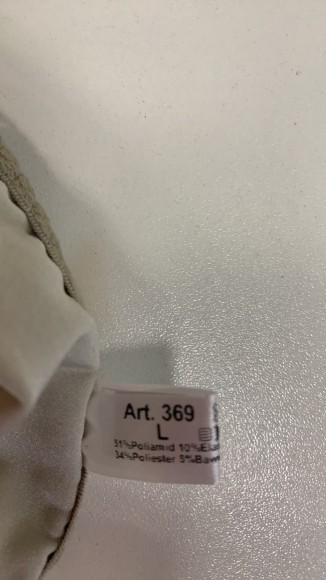 Art. 369
L
51%Poliamid 10%Ela
34%Poliester 5%Baw